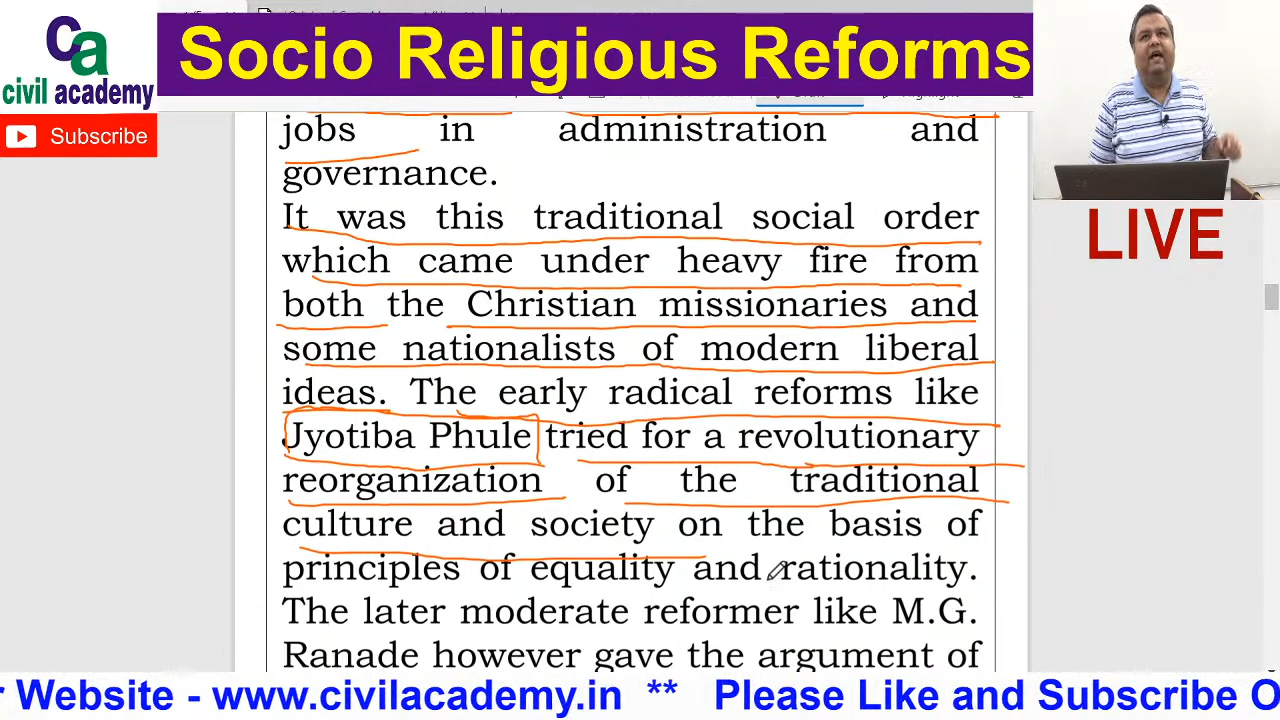 ca
civil academy
Subscribe
Socio Religious Reforms
LIVE
jobs in administration and
governance.
It was this traditional social order
which came under heavy fire from
both the Christian missionaries and
some nationalists of modern liberal
ideas. The early radical reforms like
Jyotiba Phule tried for a revolutionary
reorganization of the traditional
culture and society on the basis of
principles of equality and rationality.
The later moderate reformer like M.G.
Ranade however gave the argument of
r Website - www.civilacademy.in ** Please Like and Subscribe O